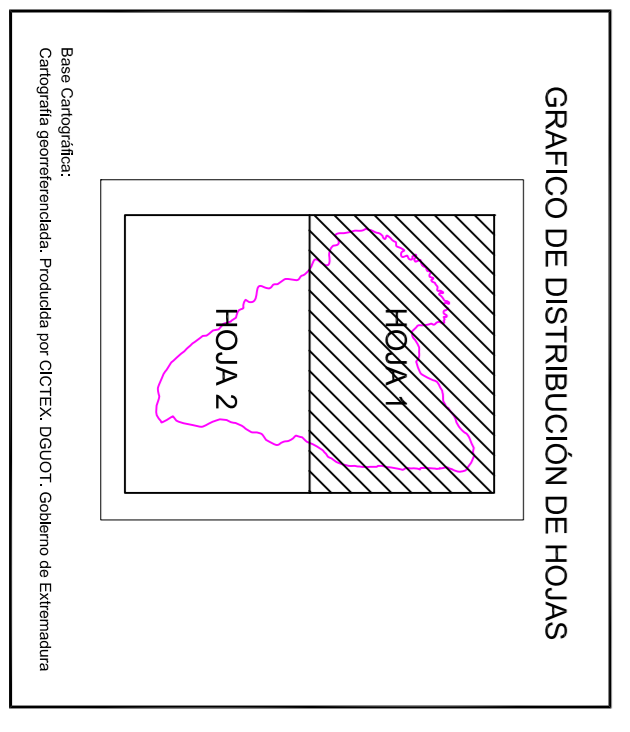 GRAFICO DE DISTRIBUCIÓN DE HOJAS
HOJA 1
HOJA 2
Base Cartográfica:
Cartografía georreferenciada. Producida por CICTEX. DGUOT. Gobierno de Extremadura